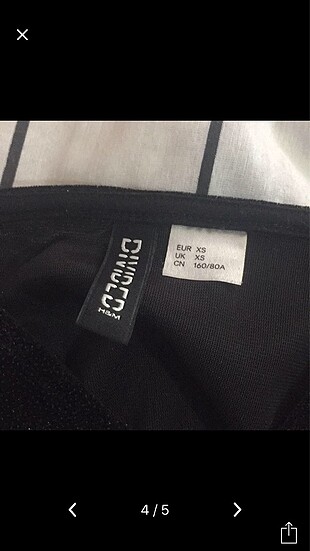 DIVIDED
H&M
EUR XS
UK XS
CN 160/80A
4 / 5